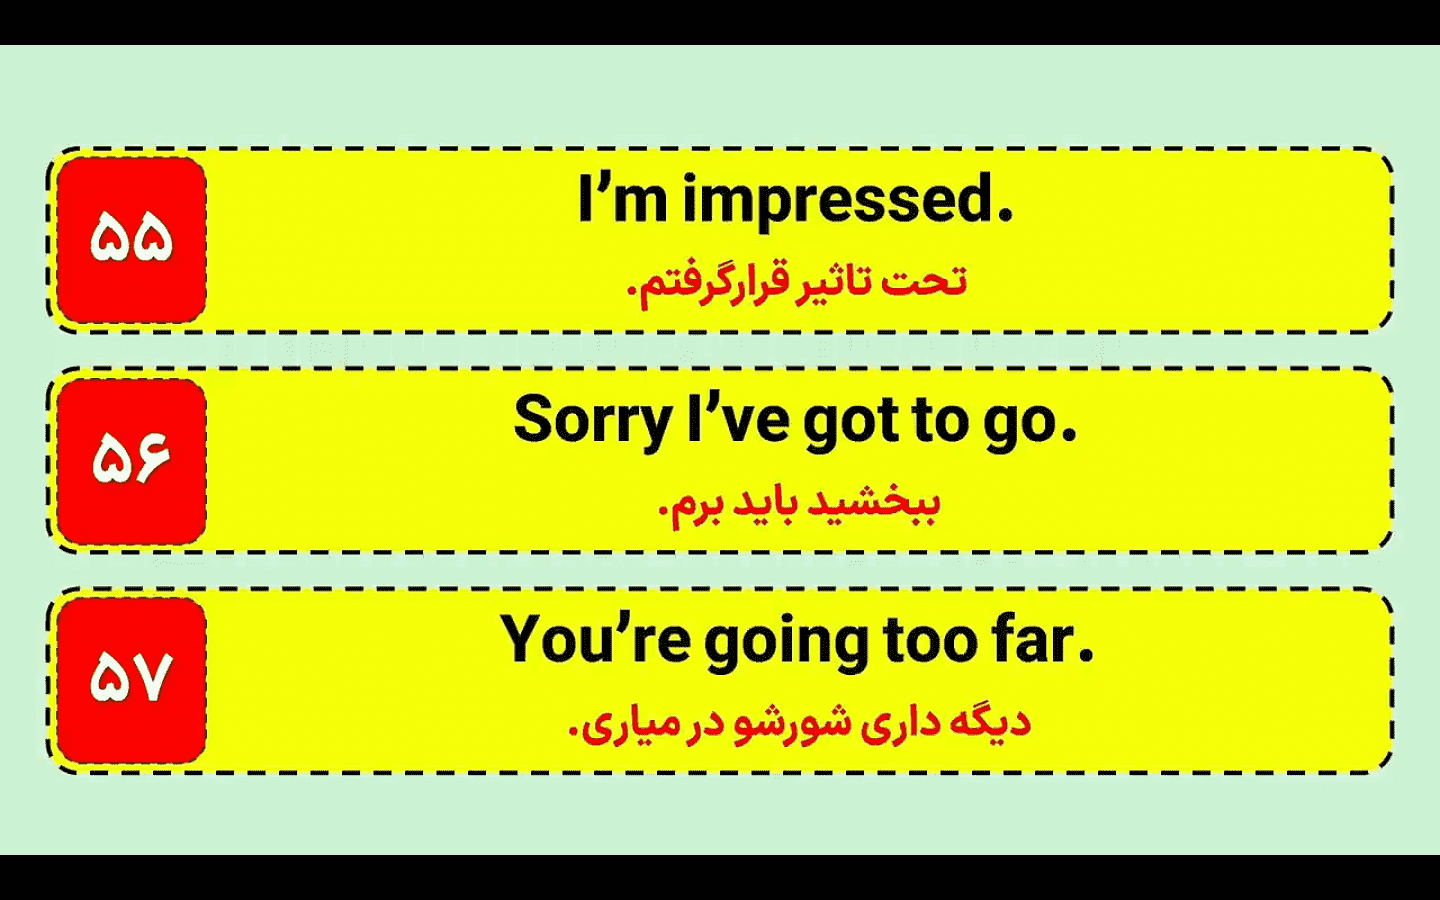 ۵۵
I’m impressed.
تحت تاثیر قرارگرفتم.
۵۶
Sorry I’ve got to go.
ببخشید باید برم.
۵۷
You’re going too far.
دیگه داری شورشو در میاری.